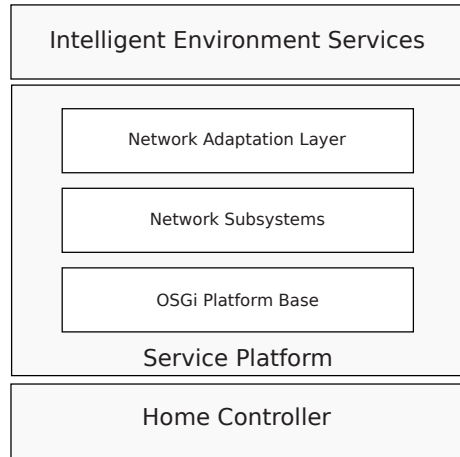 Intelligent Environment Services
Network Adaptation Layer
Network Subsystems
OSGi Platform Base
Service Platform
Home Controller